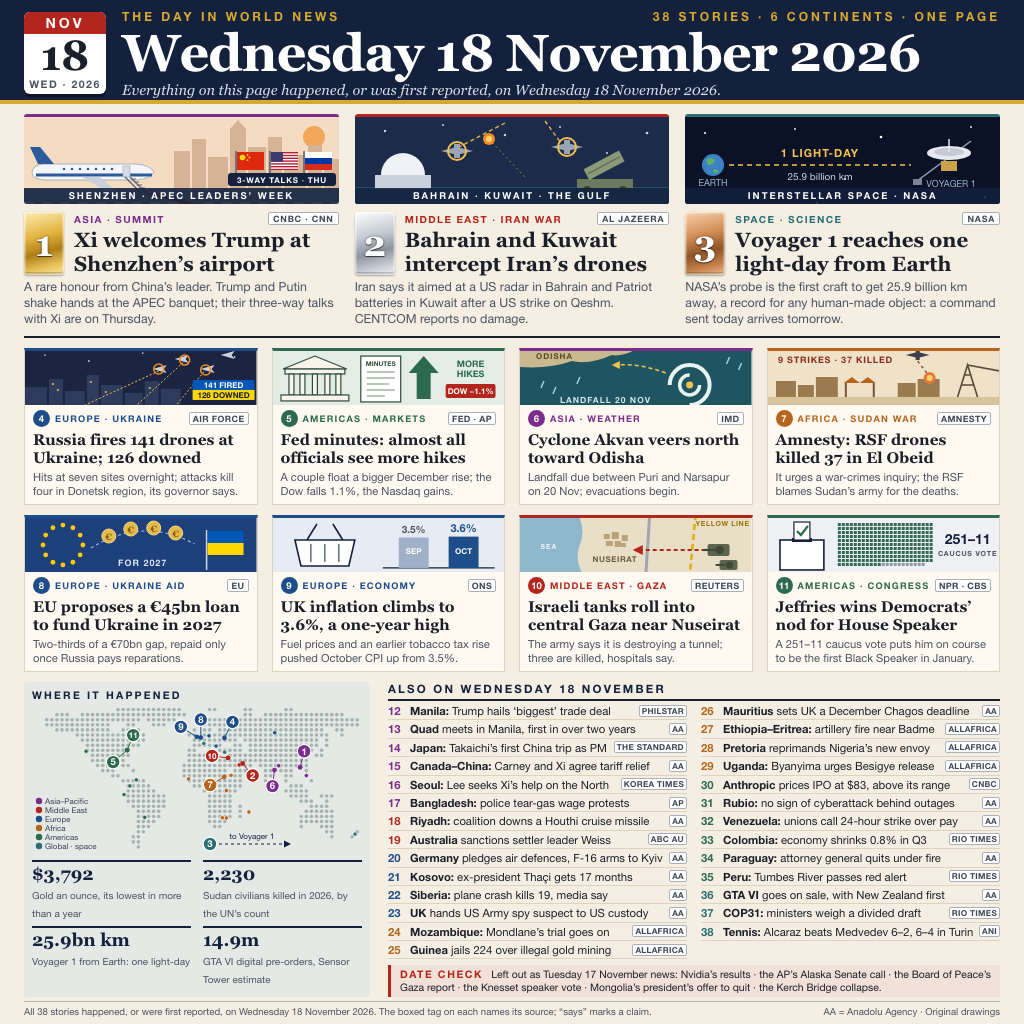 NOV
18
WED · 2026
THE DAY IN WORLD NEWS
38 STORIES · 6 CONTINENTS · ONE PAGE
Wednesday 18 November 2026
Everything on this page happened, or was first reported, on Wednesday 18 November 2026.
3-WAY TALKS · THU
SHENZHEN · APEC LEADERS' WEEK
1
ASIA · SUMMIT
CNBC · CNN
Xi welcomes Trump at
Shenzhen's airport
A rare honour from China's leader. Trump and Putin
shake hands at the APEC banquet; their three-way talks
with Xi are on Thursday.
BAHRAIN · KUWAIT · THE GULF
2
MIDDLE EAST · IRAN WAR
AL JAZEERA
Bahrain and Kuwait
intercept Iran's drones
Iran says it aimed at a US radar in Bahrain and Patriot
batteries in Kuwait after a US strike on Qeshm.
CENTCOM reports no damage.
1 LIGHT-DAY
25.9 billion km
EARTH
VOYAGER 1
INTERSTELLAR SPACE · NASA
3
SPACE · SCIENCE
NASA
Voyager 1 reaches one
light-day from Earth
NASA's probe is the first craft to get 25.9 billion km
away, a record for any human-made object: a command
sent today arrives tomorrow.
141 FIRED
126 DOWNED
4
EUROPE · UKRAINE
AIR FORCE
Russia fires 141 drones at
Ukraine; 126 downed
Hits at seven sites overnight; attacks kill
four in Donetsk region, its governor says.
MINUTES
MORE
HIKES
DOW −1.1%
5
AMERICAS · MARKETS
FED · AP
Fed minutes: almost all
officials see more hikes
A couple float a bigger December rise; the
Dow falls 1.1%, the Nasdaq gains.
ODISHA
LANDFALL 20 NOV
6
ASIA · WEATHER
IMD
Cyclone Akvan veers north
toward Odisha
Landfall due between Puri and Narsapur
on 20 Nov; evacuations begin.
9 STRIKES · 37 KILLED
7
AFRICA · SUDAN WAR
AMNESTY
Amnesty: RSF drones
killed 37 in El Obeid
It urges a war-crimes inquiry; the RSF
blames Sudan's army for the deaths.
€ € € €
FOR 2027
8
EUROPE · UKRAINE AID
EU
EU proposes a €45bn loan
to fund Ukraine in 2027
Two-thirds of a €70bn gap, repaid only
once Russia pays reparations.
3.5%
3.6%
SEP
OCT
9
EUROPE · ECONOMY
ONS
UK inflation climbs to
3.6%, a one-year high
Fuel prices and an earlier tobacco tax rise
pushed October CPI up from 3.5%.
YELLOW LINE
SEA
NUSEIRAT
10
MIDDLE EAST · GAZA
REUTERS
Israeli tanks roll into
central Gaza near Nuseirat
The army says it is destroying a tunnel;
three are killed, hospitals say.
251–11
CAUCUS VOTE
11
AMERICAS · CONGRESS
NPR · CBS
Jeffries wins Democrats'
nod for House Speaker
A 251–11 caucus vote puts him on course
to be the first Black Speaker in January.
WHERE IT HAPPENED
8
9
4
11
1
10
5
2
7
6
Asia–Pacific
Middle East
Europe
Africa
Americas
Global · space
to Voyager 1
3
$3,792
Gold an ounce, its lowest in more
than a year
2,230
Sudan civilians killed in 2026, by
the UN's count
25.9bn km
Voyager 1 from Earth: one light-day
14.9m
GTA VI digital pre-orders, Sensor
Tower estimate
ALSO ON WEDNESDAY 18 NOVEMBER
12 Manila: Trump hails 'biggest' trade deal PHILSTAR
13 Quad meets in Manila, first in over two years AA
14 Japan: Takaichi's first China trip as PM THE STANDARD
15 Canada–China: Carney and Xi agree tariff relief AA
16 Seoul: Lee seeks Xi's help on the North KOREA TIMES
17 Bangladesh: police tear-gas wage protests AP
18 Riyadh: coalition downs a Houthi cruise missile AA
19 Australia sanctions settler leader Weiss ABC AU
20 Germany pledges air defences, F-16 arms to Kyiv AA
21 Kosovo: ex-president Thaçi gets 17 months AA
22 Siberia: plane crash kills 19, media say AA
23 UK hands US Army spy suspect to US custody AA
24 Mozambique: Mondlane's trial goes on ALLAFRICA
25 Guinea jails 224 over illegal gold mining ALLAFRICA
26 Mauritius sets UK a December Chagos deadline AA
27 Ethiopia–Eritrea: artillery fire near Badme ALLAFRICA
28 Pretoria reprimands Nigeria's new envoy ALLAFRICA
29 Uganda: Byanyima urges Besigye release ALLAFRICA
30 Anthropic prices IPO at $83, above its range CNBC
31 Rubio: no sign of cyberattack behind outages AA
32 Venezuela: unions call 24-hour strike over pay AA
33 Colombia: economy shrinks 0.8% in Q3 RIO TIMES
34 Paraguay: attorney general quits under fire AA
35 Peru: Tumbes River passes red alert RIO TIMES
36 GTA VI goes on sale, with New Zealand first AA
37 COP31: ministers weigh a divided draft RIO TIMES
38 Tennis: Alcaraz beats Medvedev 6–2, 6–4 in Turin ANI
DATE CHECK Left out as Tuesday 17 November news: Nvidia's results · the AP's Alaska Senate call · the Board of Peace's
Gaza report · the Knesset speaker vote · Mongolia's president's offer to quit · the Kerch Bridge collapse.
All 38 stories happened, or were first reported, on Wednesday 18 November 2026. The boxed tag on each names its source; "says" marks a claim.
AA = Anadolu Agency · Original drawings